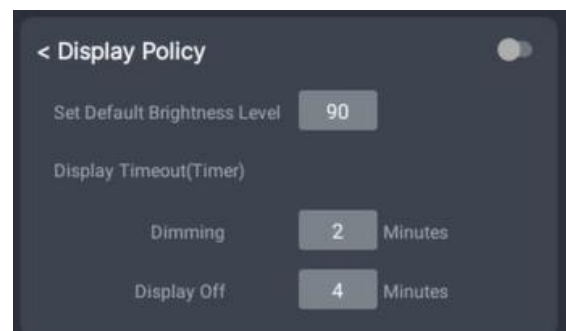 < Display Policy
Set Default Brightness Level 90
Display Timeout(Timer)
Dimming 2 Minutes
Display Off 4 Minutes